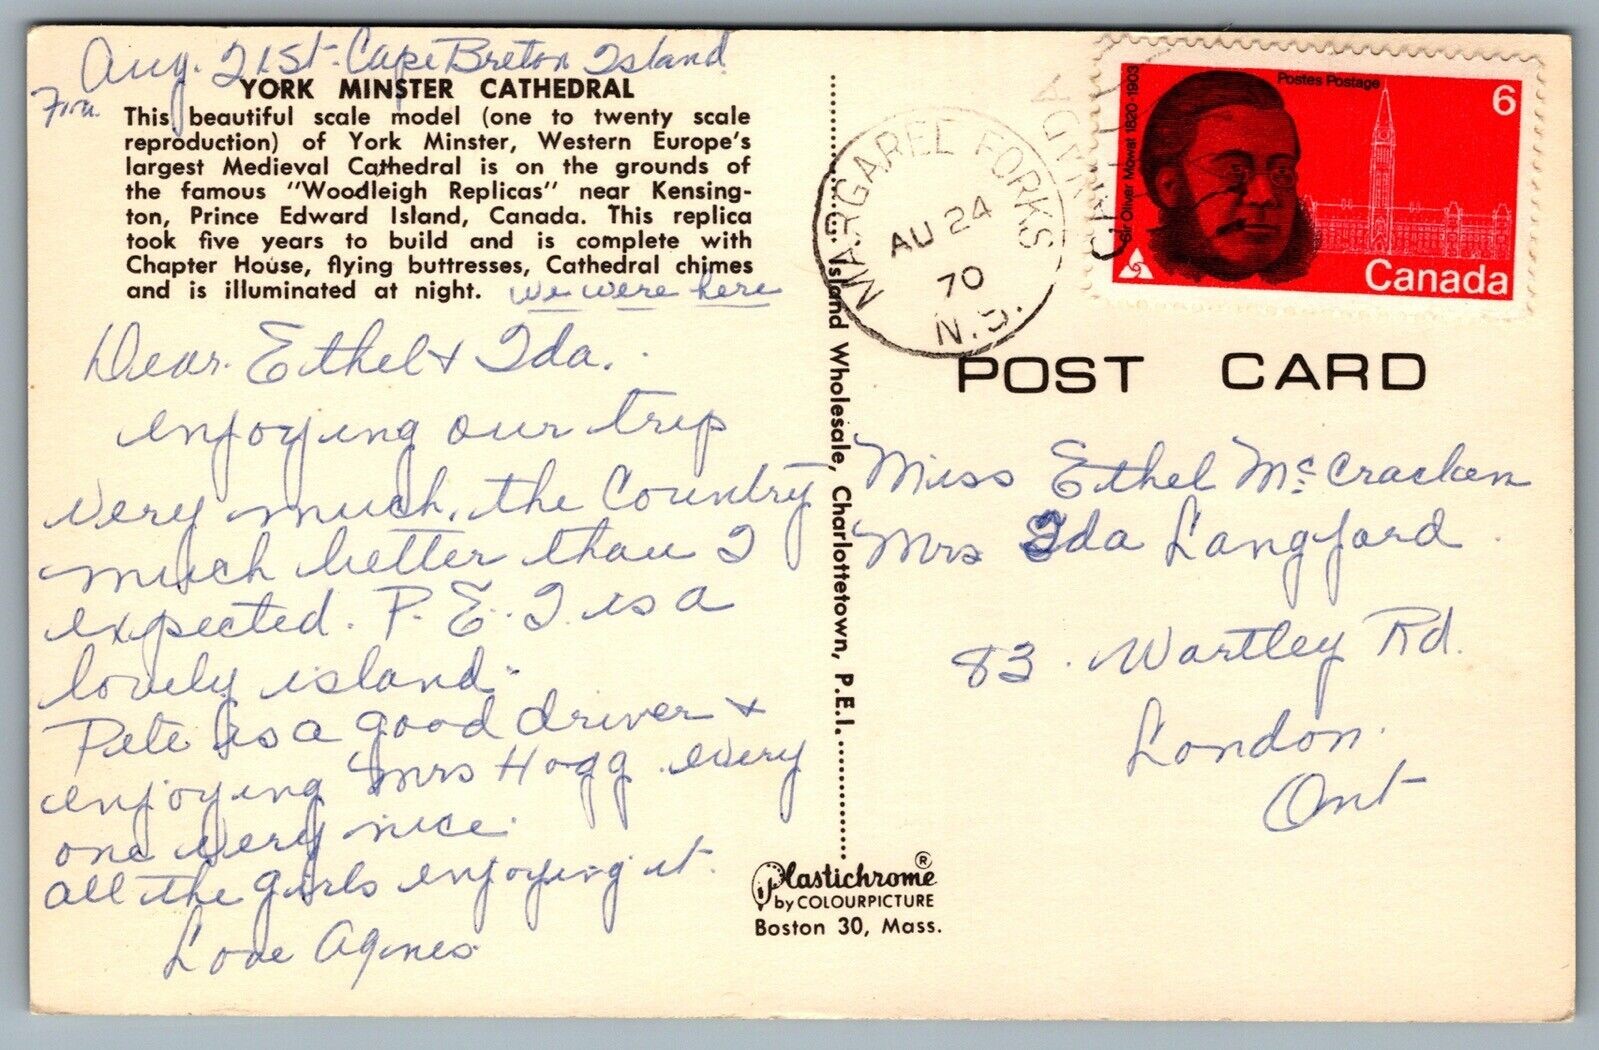 Aug. 21st - Cape Breton Island
Fri.
YORK MINSTER CATHEDRAL
This beautiful scale model (one to twenty scale
reproduction) of York Minster, Western Europe's
largest Medieval Cathedral is on the grounds of
the famous "Woodleigh Replicas" near Kensing-
ton, Prince Edward Island, Canada. This replica
took five years to build and is complete with
Chapter House, flying buttresses, Cathedral chimes
and is illuminated at night. we were here
Dear. Ethel & Ida.
enjoying our trip
very much, the Country
much better than I
expected. P.E.I. is a
lovely island.
Pete is a good driver &
enjoying Mrs Hogg. every
one very nice.
all the girls enjoying it.
Love Agnes
Island Wholesale, Charlottetown, P.E.I.
Plastichrome ®
by COLOURPICTURE
Boston 30, Mass.
MARGAREE FORKS
AU 24
70
N.S.
CANADA
Sir Oliver Mowat 1820-1903
Postes Postage
6
Canada
POST CARD
Miss Ethel McCracken
Mrs Ida Langford.
83. Wortley Rd.
London.
Ont